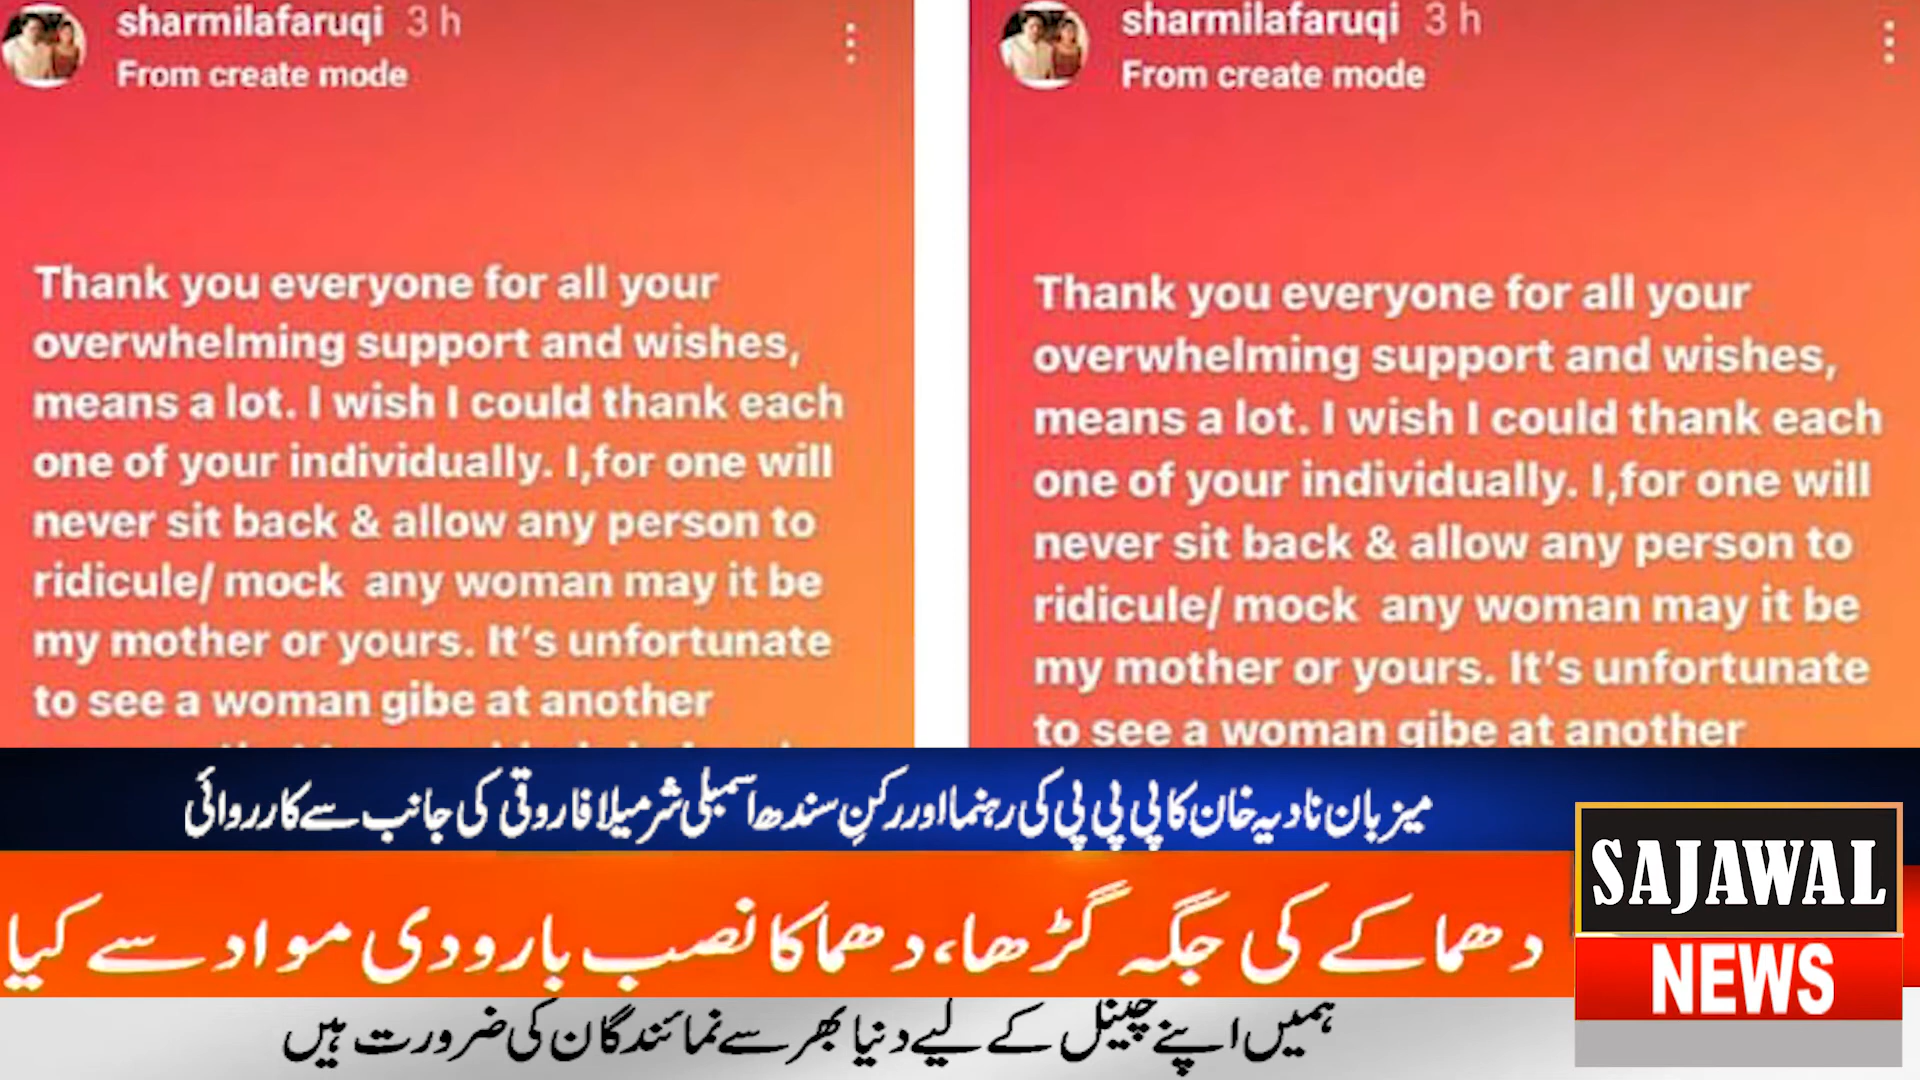 sharmilafaruqi 3 h
From create mode
Thank you everyone for all your
overwhelming support and wishes,
means a lot. I wish I could thank each
one of your individually. I,for one will
never sit back & allow any person to
ridicule/ mock any woman may it be
my mother or yours. It's unfortunate
to see a woman gibe at another
sharmilafaruqi 3 h
From create mode
Thank you everyone for all your
overwhelming support and wishes,
means a lot. I wish I could thank each
one of your individually. I,for one will
never sit back & allow any person to
ridicule/ mock any woman may it be
my mother or yours. It's unfortunate
to see a woman gibe at another
میزبان نادیہ خان کا پی پی پی کی رہنما اور رکنِ سندھ اسمبلی شرمیلا فاروقی کی جانب سے کارروائی
دھماکے کی جگہ گڑھا، دھماکا نصب بارودی مواد سے کیا
ہمیں اپنے چینل کے لیے دنیا بھر سے نمائندگان کی ضرورت ہیں
SAJAWAL
NEWS